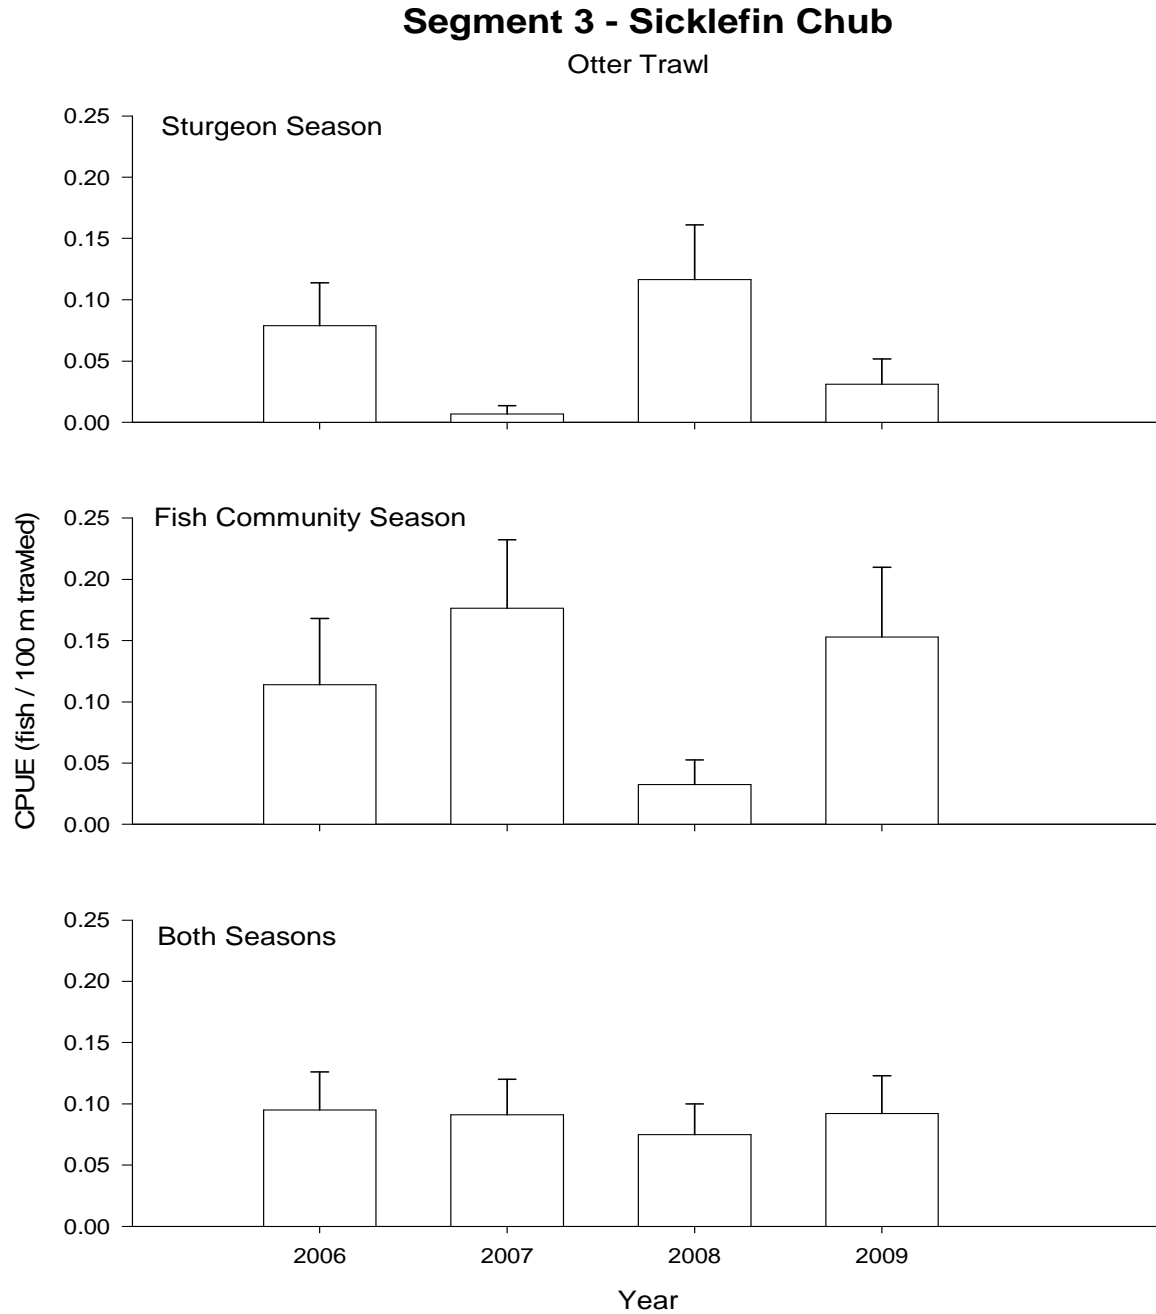 Segment 3 - Sicklefin Chub
Otter Trawl
Sturgeon Season
0.25
0.20
0.15
0.10
0.05
0.00
Fish Community Season
0.25
0.20
0.15
0.10
0.05
0.00
CPUE (fish / 100 m trawled)
Both Seasons
0.25
0.20
0.15
0.10
0.05
0.00
2006 2007 2008 2009
Year